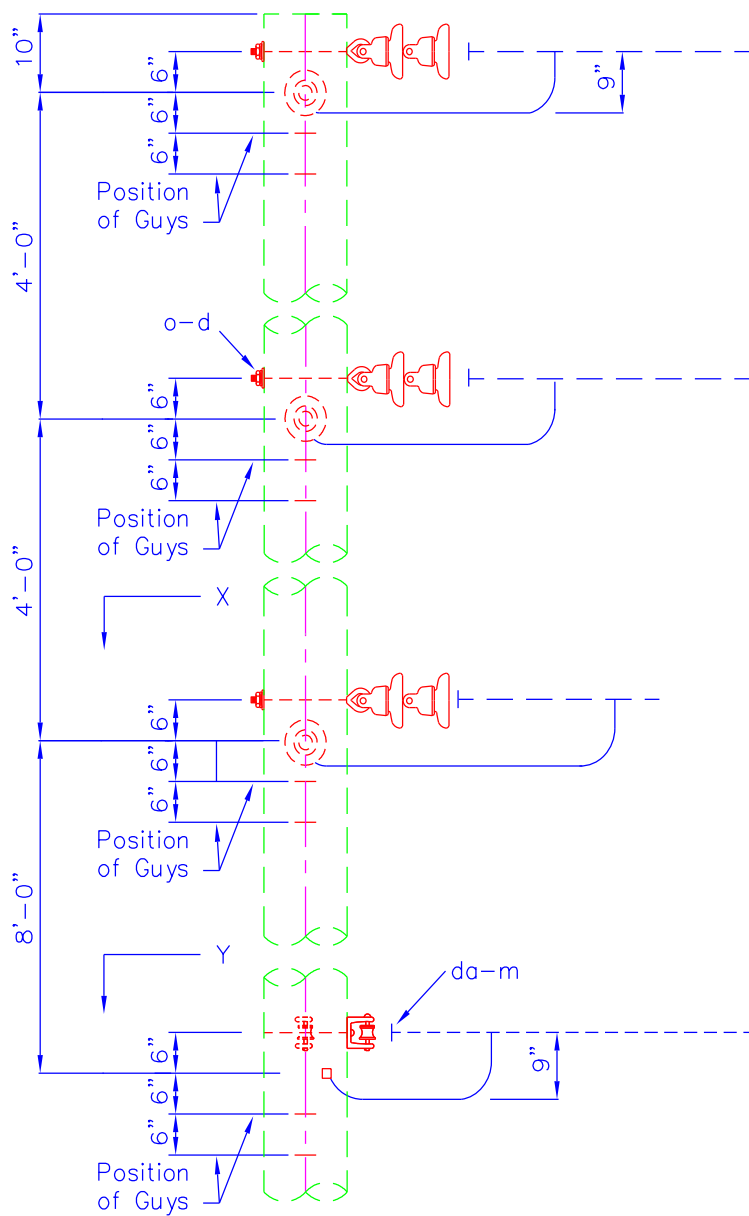 10"
6"
9"
6"
6"
Position
of Guys
4'-0"
o-d
6"
6"
6"
Position
of Guys
4'-0"
X
6"
6"
6"
Position
of Guys
8'-0"
Y
da-m
6"
9"
6"
6"
Position
of Guys